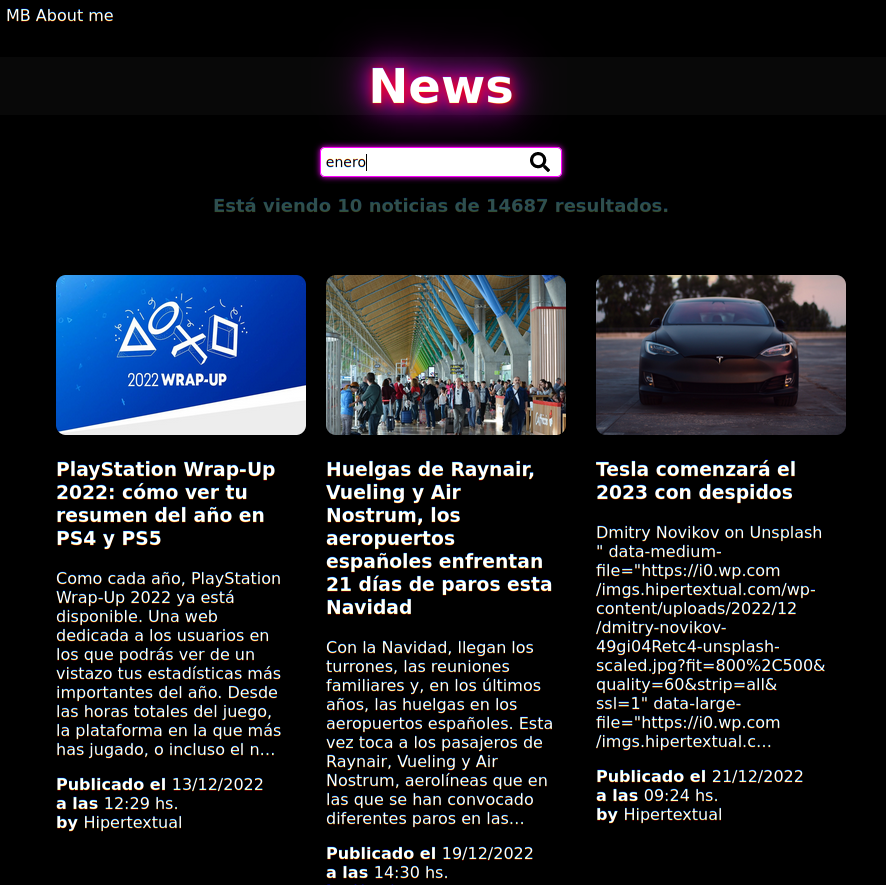 MB About me
News
enero
Está viendo 10 noticias de 14687 resultados.
2022 WRAP-UP
PlayStation Wrap-Up
2022: cómo ver tu
resumen del año en
PS4 y PS5
Como cada año, PlayStation
Wrap-Up 2022 ya está
disponible. Una web
dedicada a los usuarios en
los que podrás ver de un
vistazo tus estadísticas más
importantes del año. Desde
las horas totales del juego,
la plataforma en la que más
has jugado, o incluso el n...
Publicado el 13/12/2022
a las 12:29 hs.
by Hipertextual
Huelgas de Raynair,
Vueling y Air
Nostrum, los
aeropuertos
españoles enfrentan
21 días de paros esta
Navidad
Con la Navidad, llegan los
turrones, las reuniones
familiares y, en los últimos
años, las huelgas en los
aeropuertos españoles. Esta
vez toca a los pasajeros de
Raynair, Vueling y Air
Nostrum, aerolíneas que en
las que se han convocado
diferentes paros en las...
Publicado el 19/12/2022
a las 14:30 hs.
Tesla comenzará el
2023 con despidos
Dmitry Novikov on Unsplash
" data-medium-
file="https://i0.wp.com
/imgs.hipertextual.com/wp-
content/uploads/2022/12
/dmitry-novikov-
49gi04Retc4-unsplash-
scaled.jpg?fit=800%2C500&
quality=60&strip=all&
ssl=1" data-large-
file="https://i0.wp.com
/imgs.hipertextual.c...
Publicado el 21/12/2022
a las 09:24 hs.
by Hipertextual